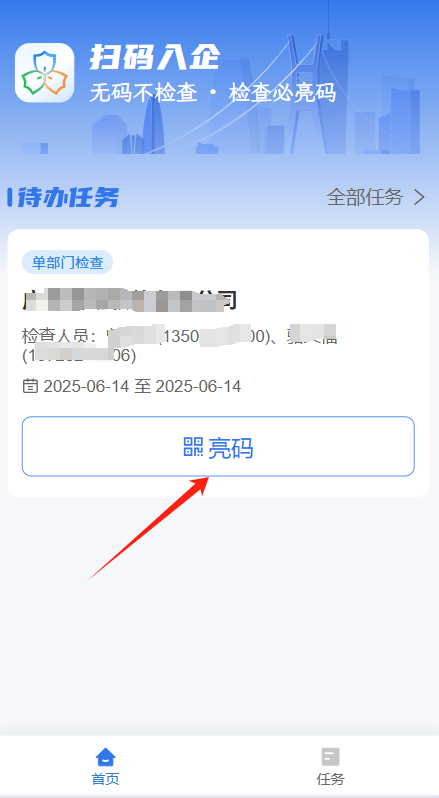 扫码入企
无码不检查 · 检查必亮码
待办任务
全部任务
单部门检查
公司
检查人员： (1350 00)、
06)
2025-06-14 至 2025-06-14
亮码
首页
任务